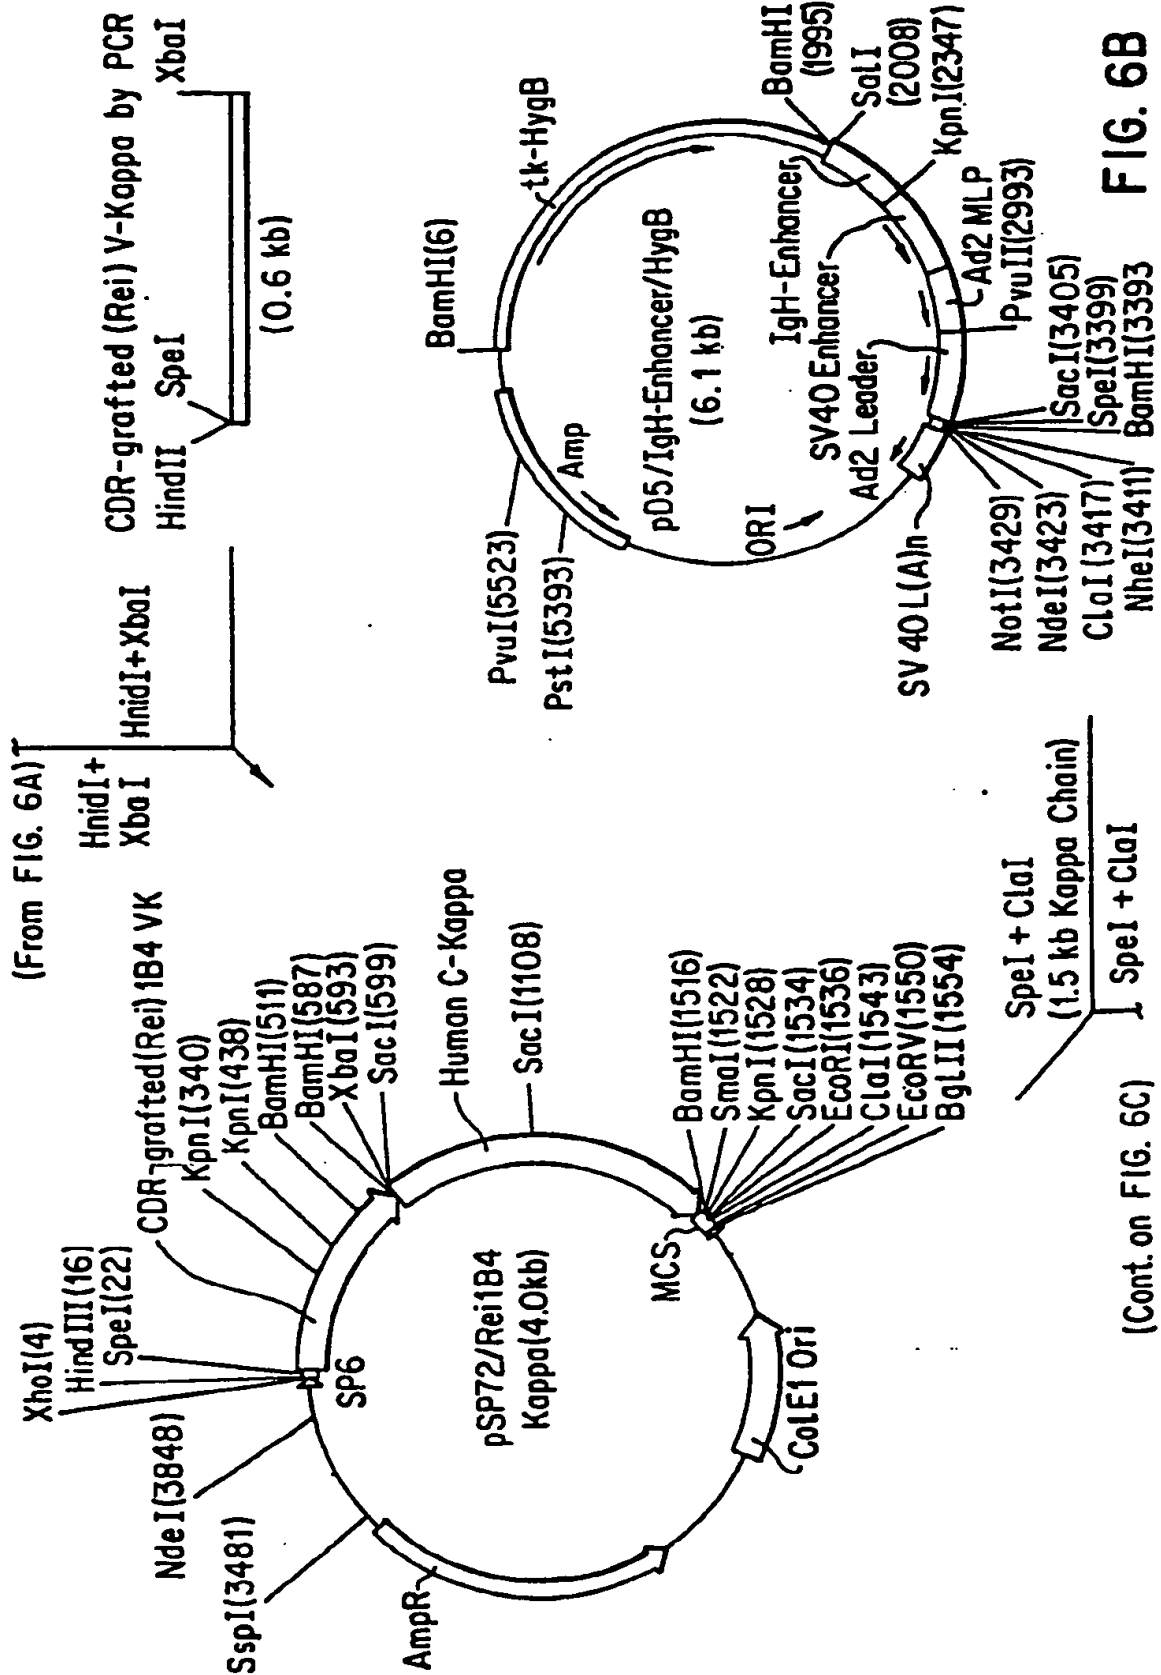 (From FIG. 6A)
HnidI+
XbaI
HnidI+XbaI
CDR-grafted (Rei) V-Kappa by PCR
HindII
SpeI
XbaI
(0.6 kb)
XhoI(4)
HindIII(16)
SpeI(22)
CDR-grafted(Rei)1B4 VK
KpnI(340)
KpnI(438)
BamHI(511)
BamHI(587)
XbaI(593)
SacI(599)
Human C-Kappa
SacI(1108)
NdeI(3848)
SspI(3481)
AmpR
SP6
pSP72/Rei1B4
Kappa(4.0kb)
MCS
ColE1 Ori
BamHI(1516)
SmaI(1522)
KpnI(1528)
SacI(1534)
EcoRI(1536)
ClaI(1543)
EcoRV(1550)
BglII(1554)
BamHI(6)
tk-HygB
PvuI(5523)
PstI(5393)
Amp
ORI
pD5/IgH-Enhancer/HygB
(6.1 kb)
IgH-Enhancer
SV40 Enhancer
Ad2 Leader
BamHI
(1995)
SalI
(2008)
KpnI(2347)
Ad2 MLP
PvuII(2993)
SV40L(A)n
SacI(3405)
SpeI(3399)
BamHI(3393
NotI(3429)
NdeI(3423)
ClaI(3417)
NheI(3411)
SpeI + ClaI
(1.5 kb Kappa Chain)
SpeI + ClaI
(Cont. on FIG. 6C)
FIG. 6B